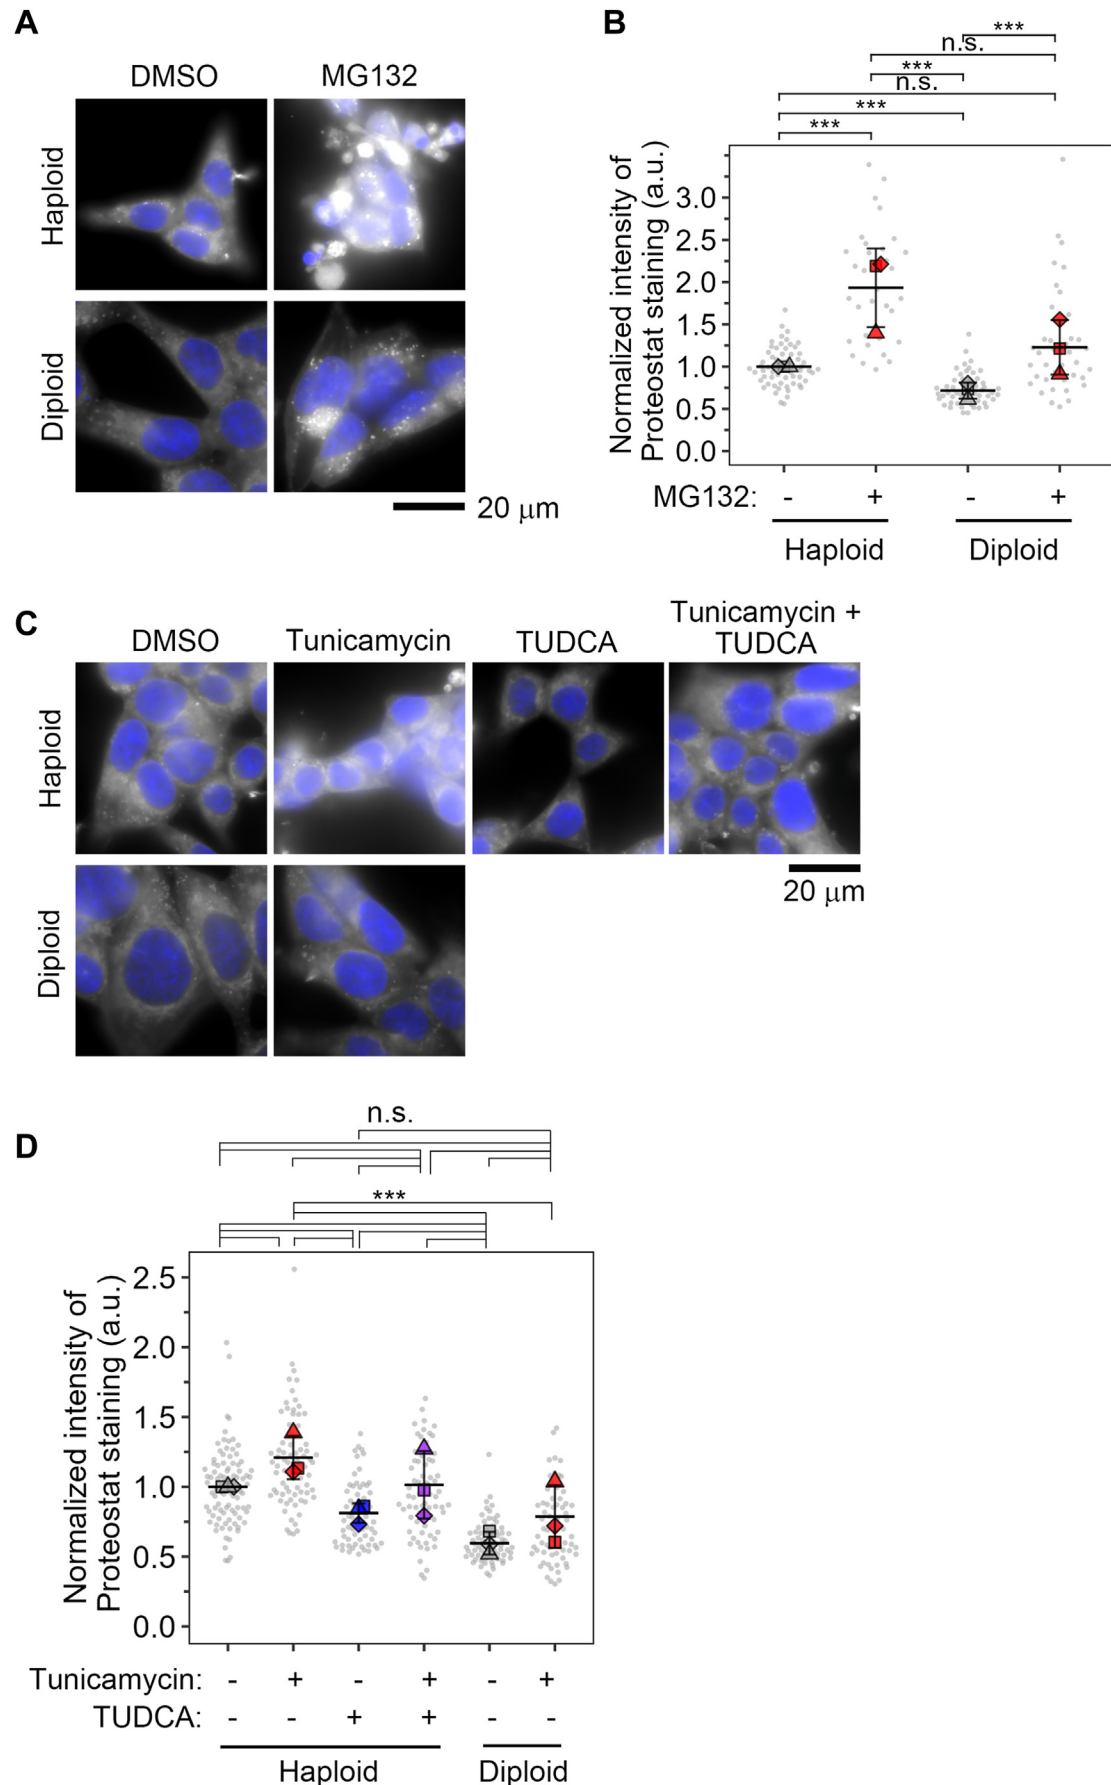 A
DMSO
MG132
Haploid
Diploid
20 μm
B
***
n.s.
***
n.s.
***
***
Normalized intensity of
Proteostat staining (a.u.)
3.0
2.5
2.0
1.5
1.0
0.5
0.0
MG132:
-
+
-
+
Haploid
Diploid
C
DMSO
Tunicamycin
TUDCA
Tunicamycin +
TUDCA
Haploid
Diploid
20 μm
D
n.s.
***
Normalized intensity of
Proteostat staining (a.u.)
2.5
2.0
1.5
1.0
0.5
0.0
Tunicamycin: - + - + - +
TUDCA: - - + + - -
Haploid
Diploid